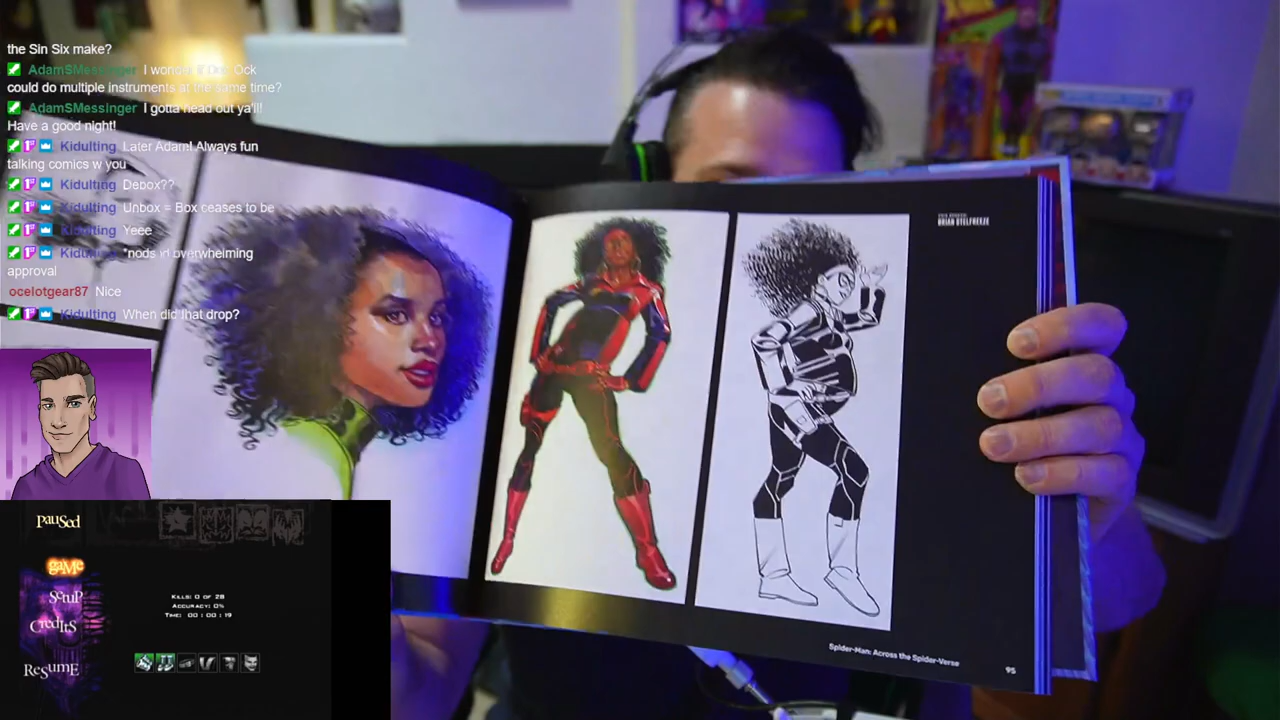 the Sin Six make?
AdamSMessinger I wonder if Doc Ock
could do multiple instruments at the same time?
AdamSMessinger I gotta head out ya'll!
Have a good night!
Kidulting Later Adam! Always fun
talking comics w you
Kidulting Debox??
Kidulting Unbox = Box ceases to be
Kidulting Yeee
Kidulting *nods in overwhelming
approval
ocelotgear87 Nice
Kidulting When did that drop?
BRIAN STELFREEZE
Spider-Man: Across the Spider-Verse
95
PauSed
gaMe
SetuP
CredItS
ResumE
Kills: 0 of 28
Accuracy: 0%
Time: 00:00:19